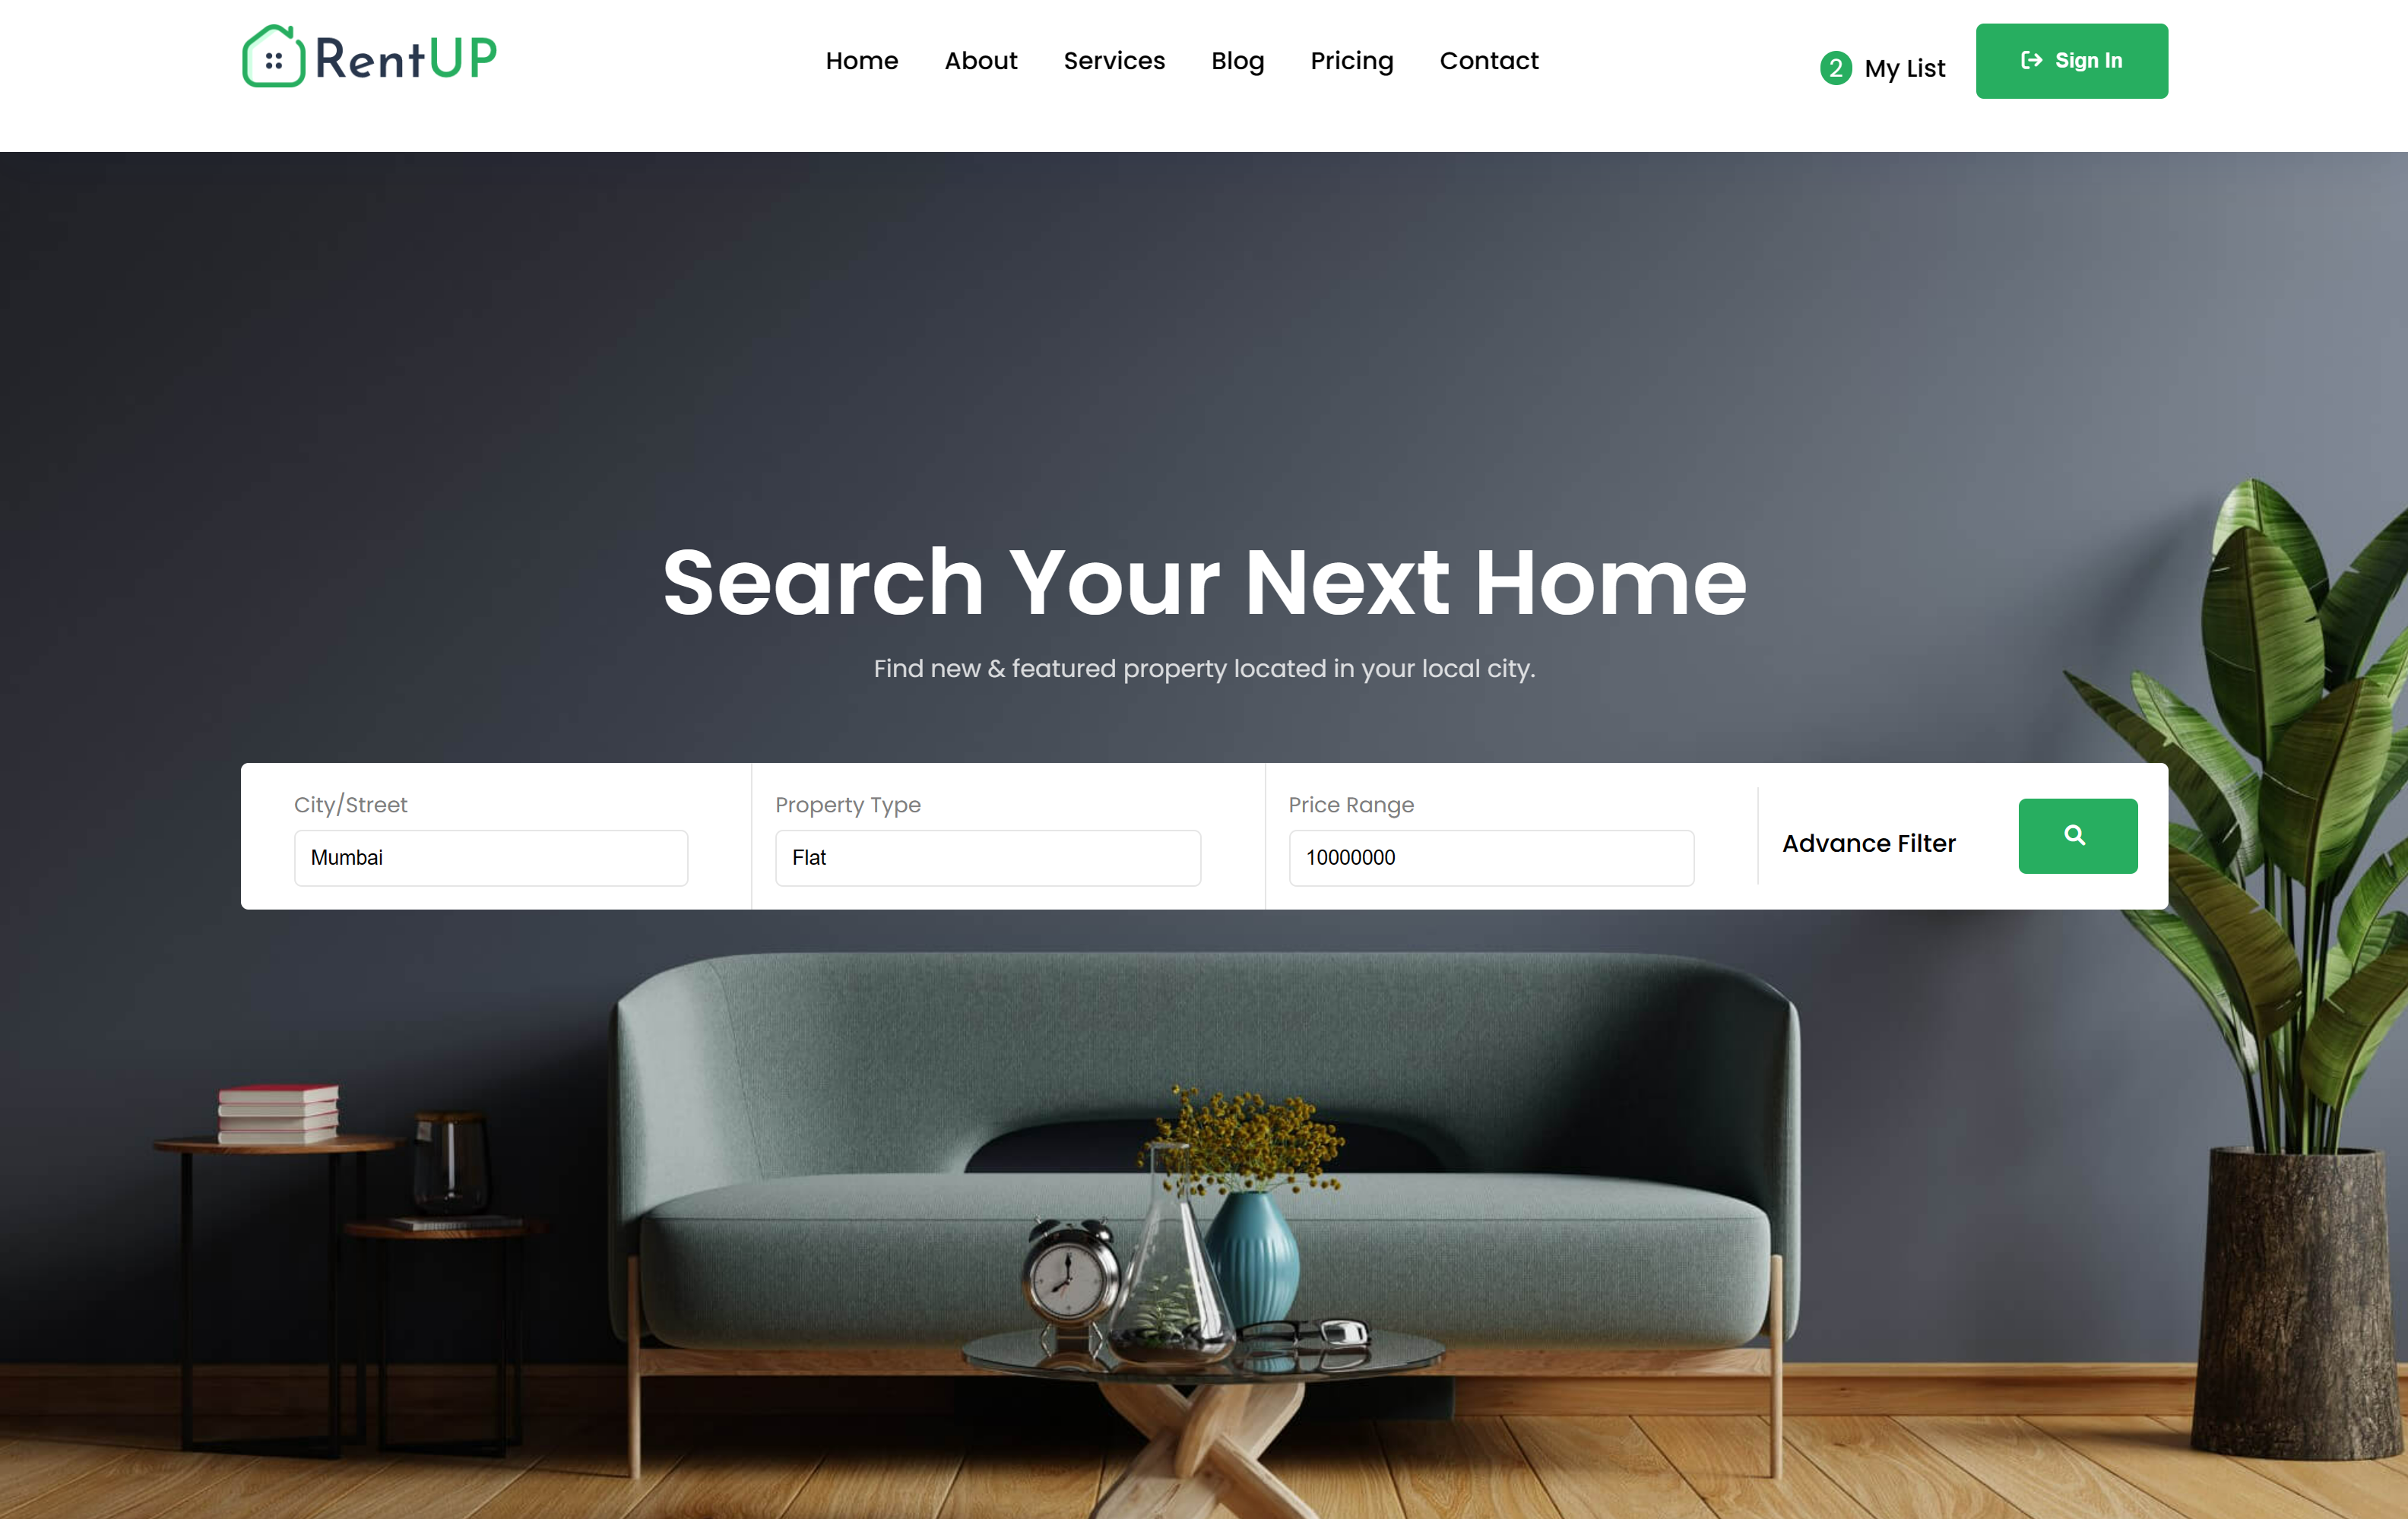 RentUP
Home About Services Blog Pricing Contact
2 My List
Sign In
Search Your Next Home
Find new & featured property located in your local city.
City/Street
Mumbai
Property Type
Flat
Price Range
10000000
Advance Filter